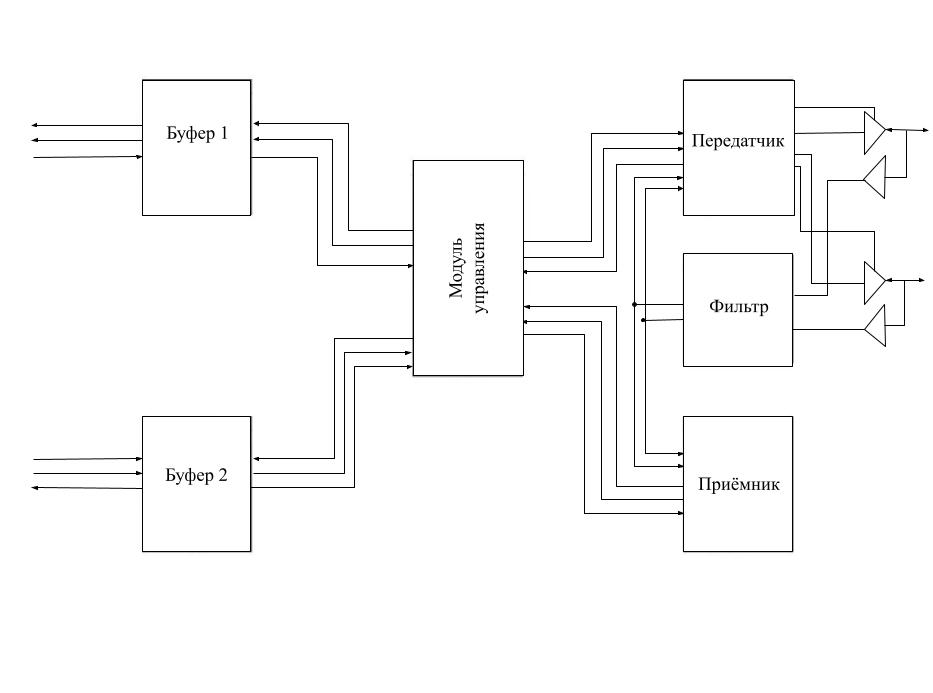 Буфер 1
Передатчик
Модуль
управления
Фильтр
Буфер 2
Приёмник